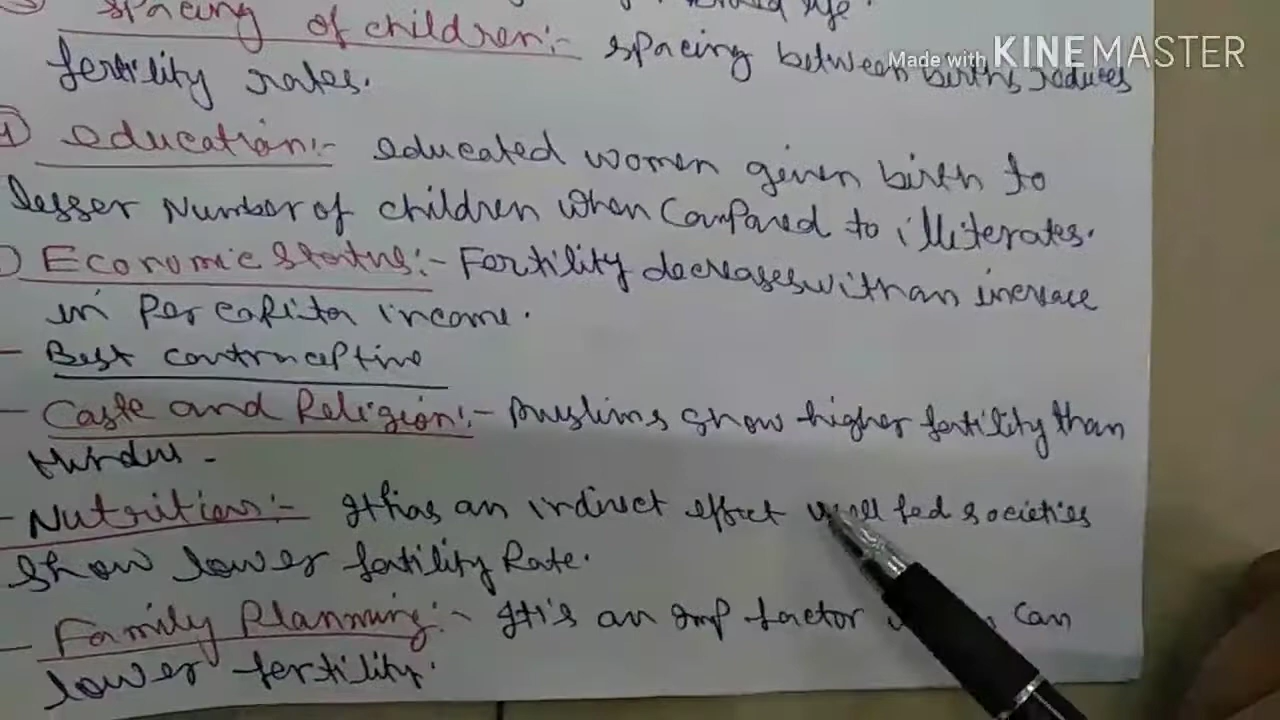 life.
Spacing of children:- spacing between births reduces
fertility rates.
Made with KINEMASTER
education:- educated women given birth to
lesser Number of children when compared to illiterates.
Economic Status:- Fertility decreases with an increase
in per capita income.
- Best contraceptive
- Caste and Religion:- Muslims show higher fertility than
Hindus -
- Nutrition:- It has an indirect effect well fed societies
show lower fertility Rate.
- Family Planning:- It is an imp factor can
lower fertility.